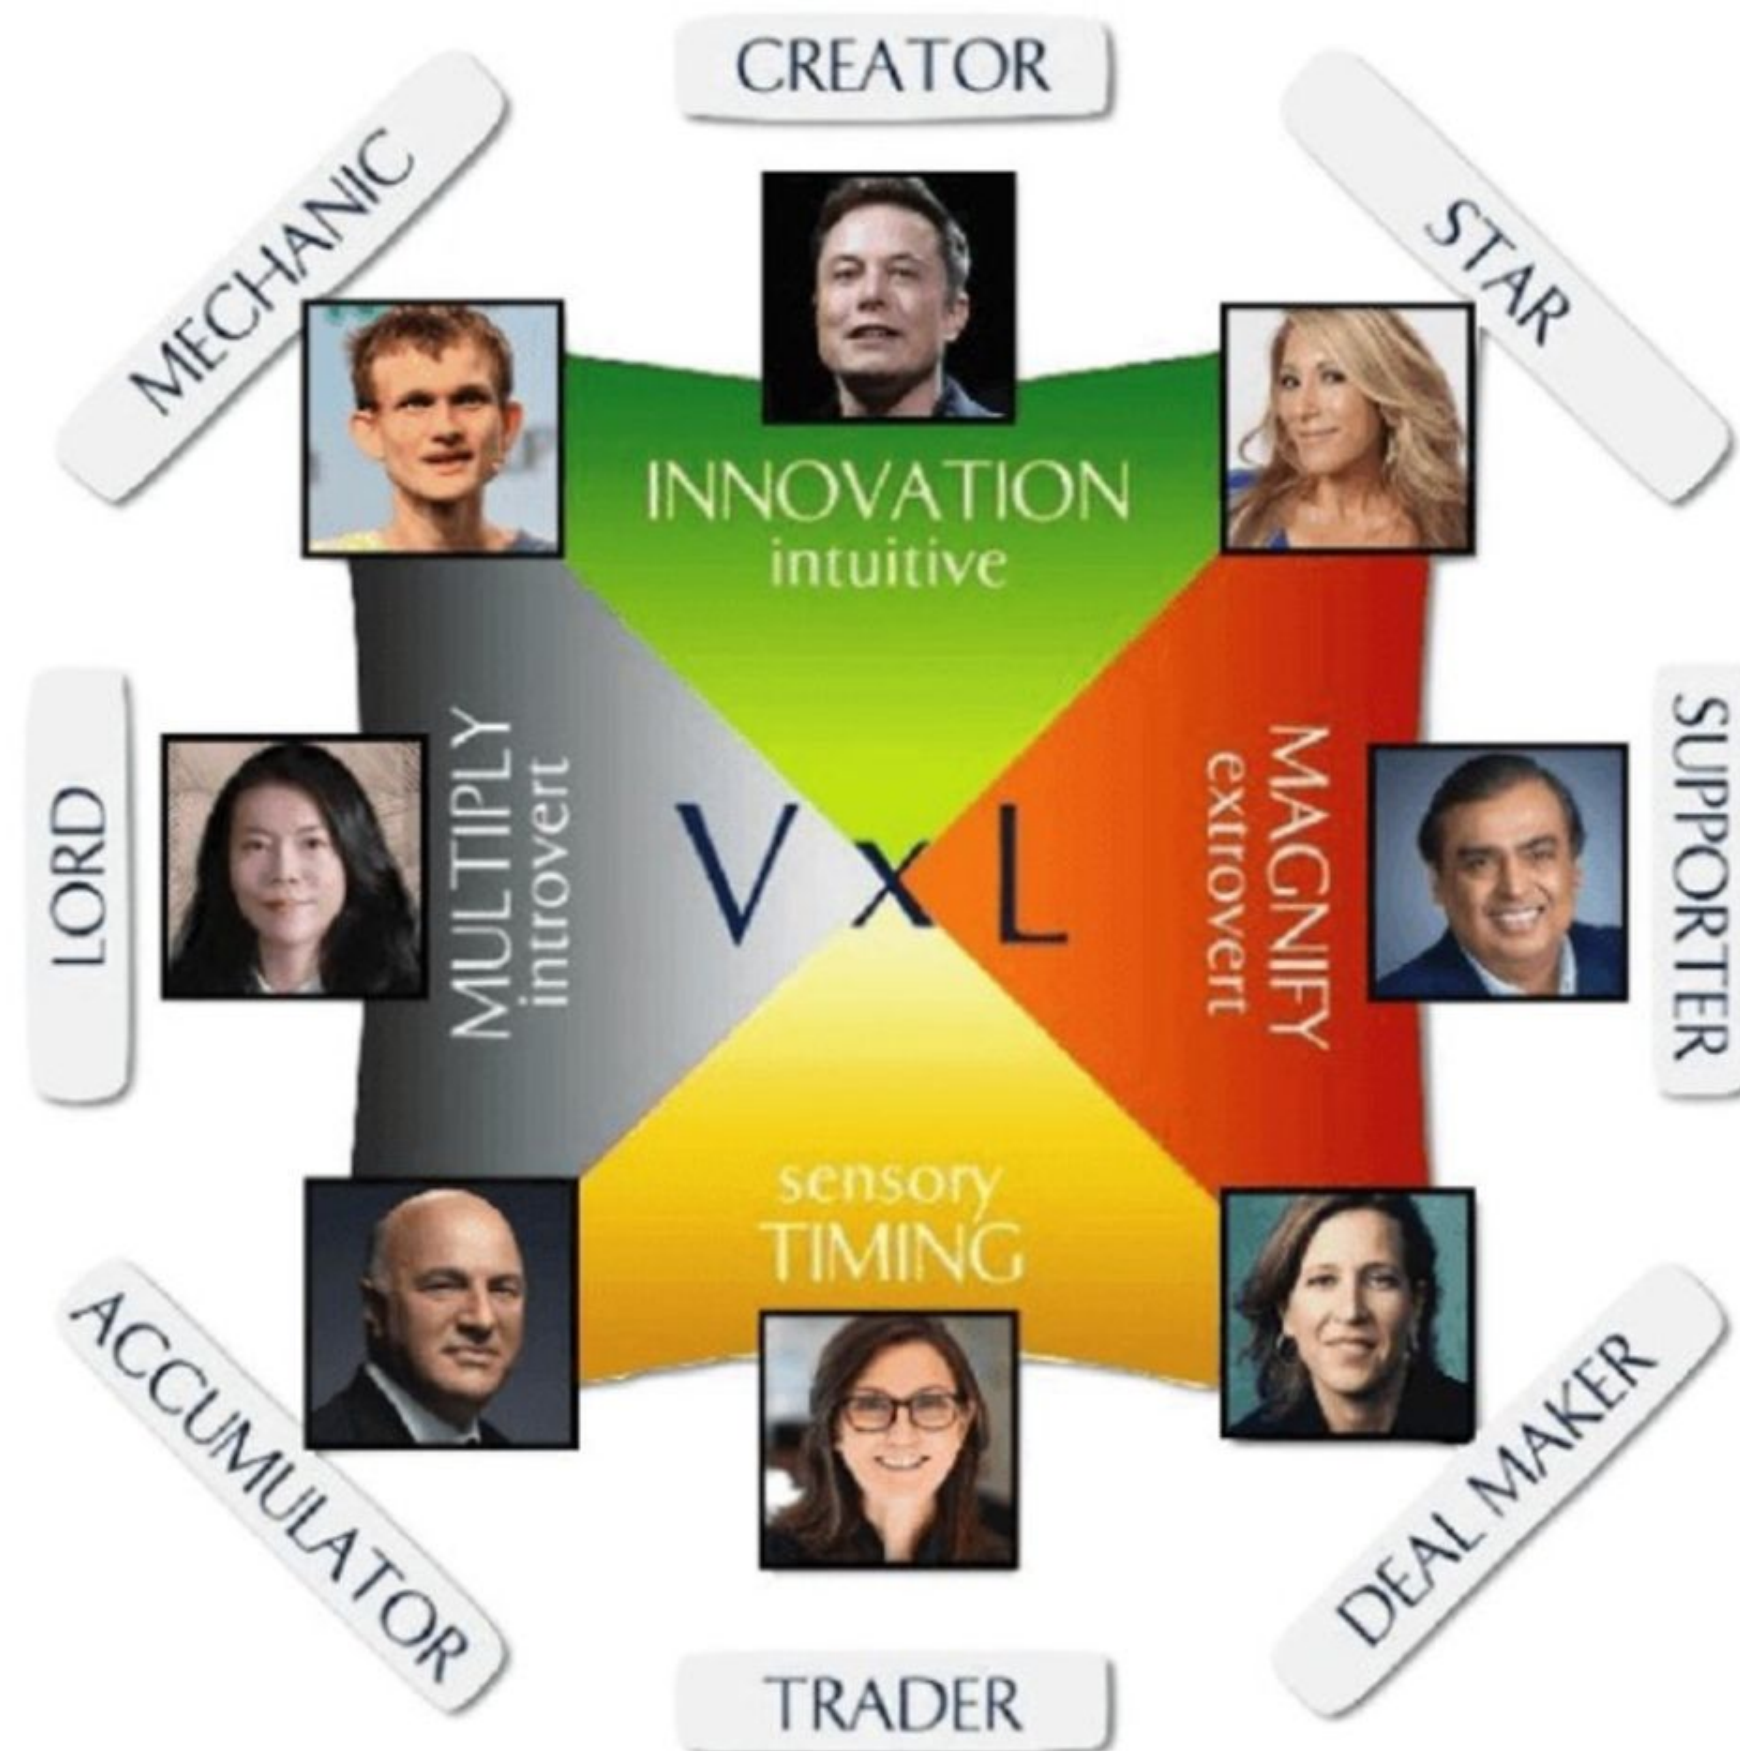 CREATOR
MECHANIC
STAR
INNOVATION
intuitive
LORD
MULTIPLY
introvert
V x L
MAGNIFY
extrovert
SUPPORTER
sensory
TIMING
ACCUMULATOR
DEAL MAKER
TRADER